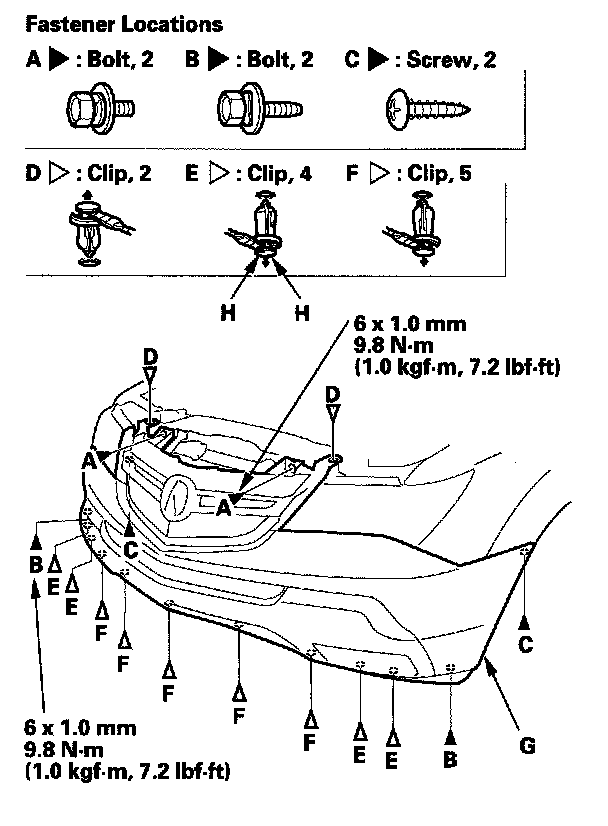 Fastener Locations
A ▶ : Bolt, 2 B ▶ : Bolt, 2 C ▶ : Screw, 2
D ▷ : Clip, 2 E ▷ : Clip, 4 F ▷ : Clip, 5
H H
6 x 1.0 mm
9.8 N·m
(1.0 kgf·m, 7.2 lbf·ft)
D
D
A
A
C
B E
E
F
F
F
F
F
E
E
B
C
G
6 x 1.0 mm
9.8 N·m
(1.0 kgf·m, 7.2 lbf·ft)